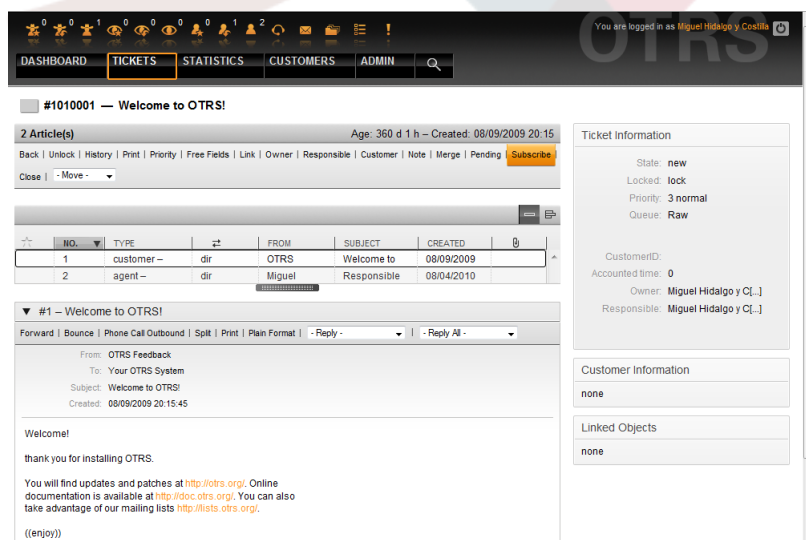 0 0 1 0 0 0 0 1 2
You are logged in as Miguel Hidalgo y Costilla
OTRS
DASHBOARD TICKETS STATISTICS CUSTOMERS ADMIN
#1010001 — Welcome to OTRS!
2 Article(s) Age: 360 d 1 h – Created: 08/09/2009 20:15
Back | Unlock | History | Print | Priority | Free Fields | Link | Owner | Responsible | Customer | Note | Merge | Pending | Subscribe |
Close | - Move -
NO. TYPE FROM SUBJECT CREATED
1 customer – dir OTRS Welcome to 08/09/2009
2 agent – dir Miguel Responsible 08/04/2010
#1 – Welcome to OTRS!
Forward | Bounce | Phone Call Outbound | Split | Print | Plain Format | - Reply - | - Reply All -
From: OTRS Feedback
To: Your OTRS System
Subject: Welcome to OTRS!
Created: 08/09/2009 20:15:45
Welcome!
thank you for installing OTRS.
You will find updates and patches at http://otrs.org/. Online
documentation is available at http://doc.otrs.org/. You can also
take advantage of our mailing lists http://lists.otrs.org/.
((enjoy))
Ticket Information
State: new
Locked: lock
Priority: 3 normal
Queue: Raw
CustomerID:
Accounted time: 0
Owner: Miguel Hidalgo y C[...]
Responsible: Miguel Hidalgo y C[...]
Customer Information
none
Linked Objects
none